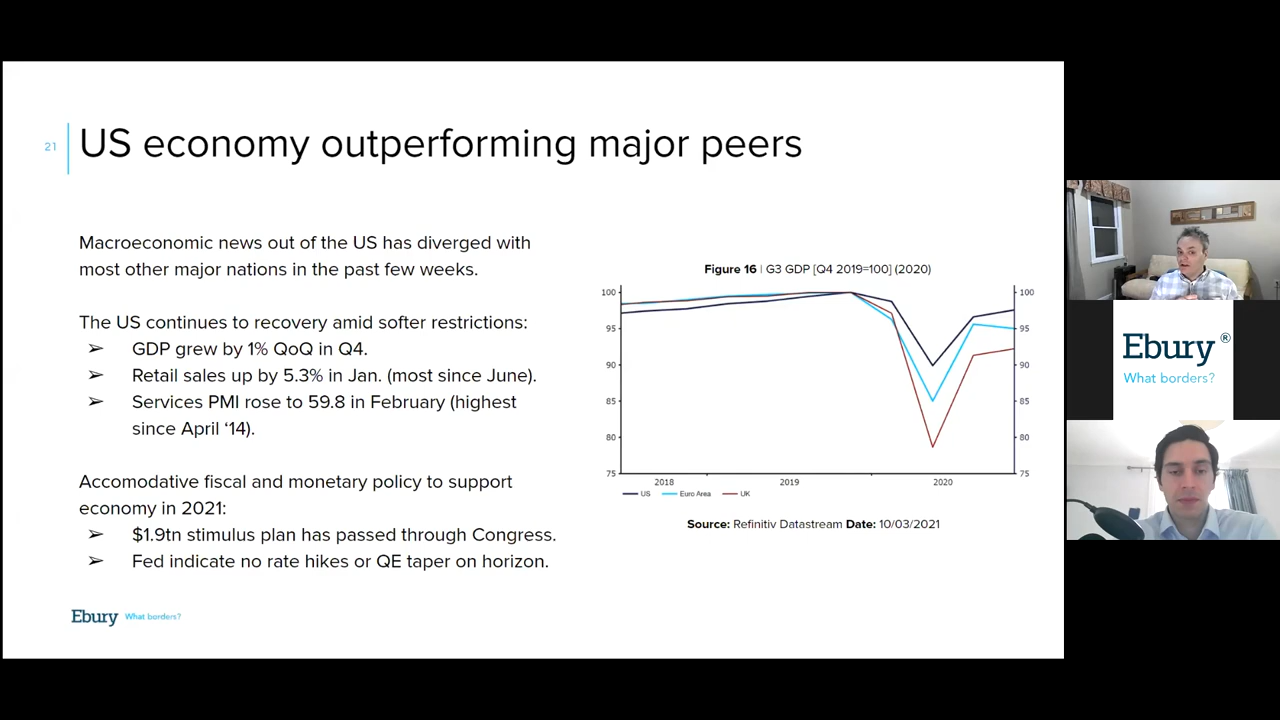 21
US economy outperforming major peers
Macroeconomic news out of the US has diverged with
most other major nations in the past few weeks.
The US continues to recovery amid softer restrictions:
➢ GDP grew by 1% QoQ in Q4.
➢ Retail sales up by 5.3% in Jan. (most since June).
➢ Services PMI rose to 59.8 in February (highest
since April ‘14).
Accomodative fiscal and monetary policy to support
economy in 2021:
➢ $1.9tn stimulus plan has passed through Congress.
➢ Fed indicate no rate hikes or QE taper on horizon.
Figure 16 | G3 GDP [Q4 2019=100] (2020)
100 100
95 95
90 90
85 85
80 80
75 75
2018 2019 2020
US Euro Area UK
Source: Refinitiv Datastream Date: 10/03/2021
Ebury What borders?
Ebury ®
What borders?